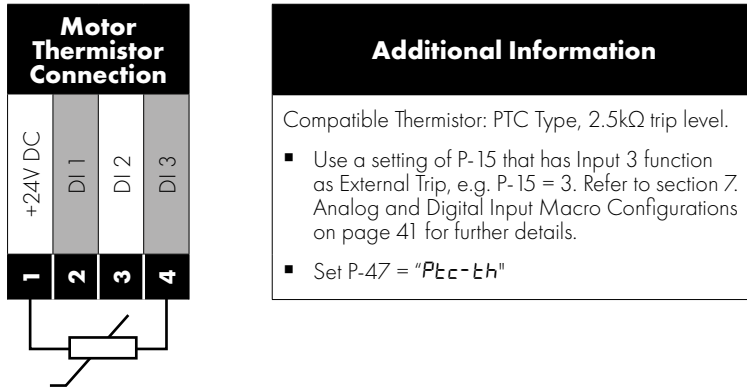 Motor
Thermistor
Connection
+24V DC
DI 1
DI 2
DI 3
1
2
3
4
Additional Information
Compatible Thermistor: PTC Type, 2.5kΩ trip level.
▪ Use a setting of P-15 that has Input 3 function
as External Trip, e.g. P-15 = 3. Refer to section 7.
Analog and Digital Input Macro Configurations
on page 41 for further details.
▪ Set P-47 = “Ptc-th"